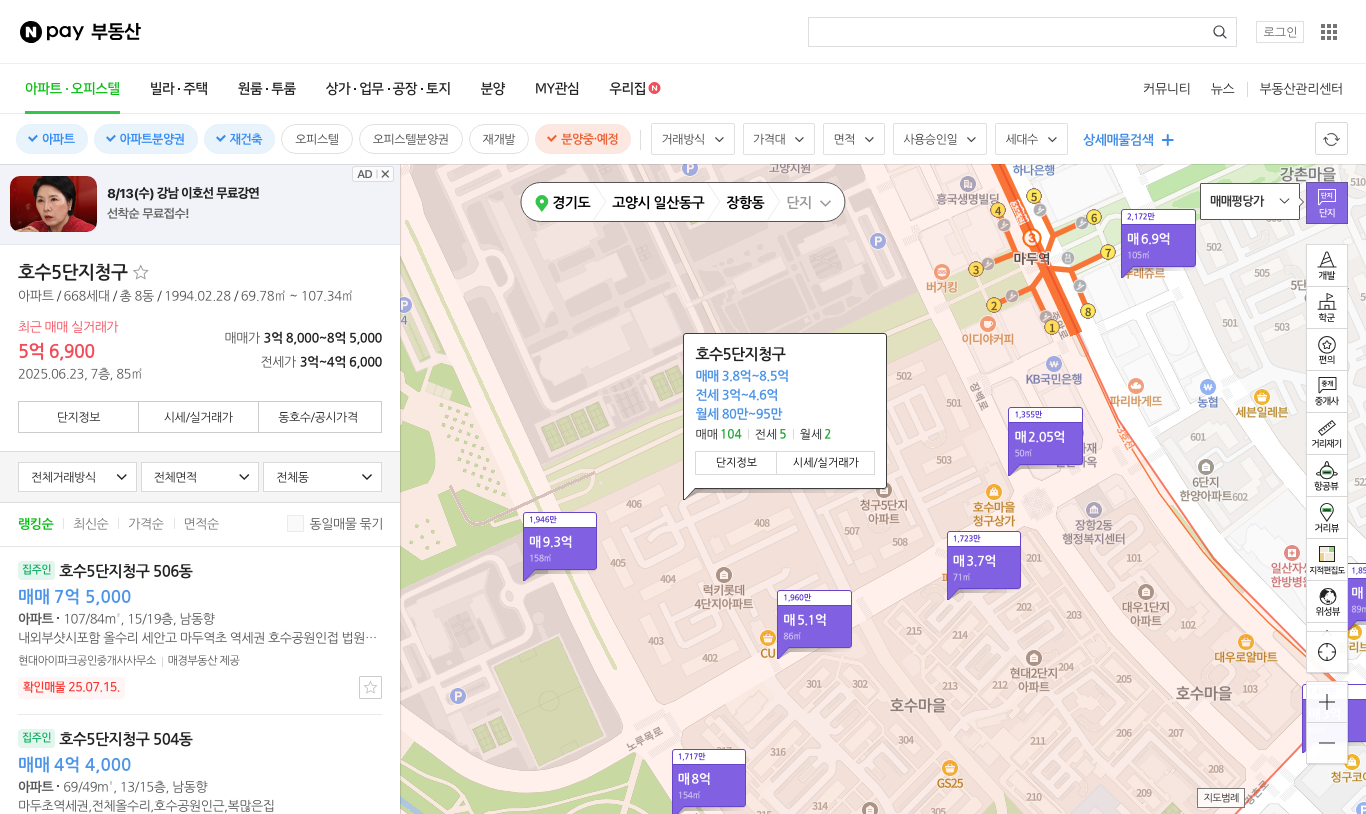 N pay 부동산
로그인
아파트 · 오피스텔
빌라 · 주택
원룸 · 투룸
상가 · 업무 · 공장 · 토지
분양
MY관심
우리집 N
커뮤니티
뉴스
부동산관리센터
아파트
아파트분양권
재건축
오피스텔
오피스텔분양권
재개발
분양중·예정
거래방식
가격대
면적
사용승인일
세대수
상세매물검색 +
AD ×
8/13(수) 강남 이호선 무료강연
선착순 무료접수!
호수5단지청구
아파트 / 668세대 / 총 8동 / 1994.02.28 / 69.78㎡ ~ 107.34㎡
최근 매매 실거래가
5억 6,900
2025.06.23, 7층, 85㎡
매매가 3억 8,000~8억 5,000
전세가 3억~4억 6,000
단지정보
시세/실거래가
동호수/공시가격
전체거래방식
전체면적
전체동
랭킹순
최신순
가격순
면적순
동일매물 묶기
집주인 호수5단지청구 506동
매매 7억 5,000
아파트 · 107/84㎡, 15/19층, 남동향
내외부샷시포함 올수리 세안고 마두역초 역세권 호수공원인접 법원…
현대아이파크공인중개사사무소 | 매경부동산 제공
확인매물 25.07.15.
집주인 호수5단지청구 504동
매매 4억 4,000
아파트 · 69/49㎡, 13/15층, 남동향
마두초역세권,전체올수리,호수공원인근,복많은집
경기도
고양시 일산동구
장항동
단지
매매평당가
단지
단지
개발
학군
편의
중개
중개사
거리재기
항공뷰
거리뷰
지적편집도
위성뷰
호수5단지청구
매매 3.8억~8.5억
전세 3억~4.6억
월세 80만~95만
매매 104 | 전세 5 | 월세 2
단지정보
시세/실거래가
2,172만
매 6.9억
105㎡
1,355만
매 2.05억
50㎡
1,946만
매 9.3억
158㎡
1,723만
매 3.7억
71㎡
1,960만
매 5.1억
86㎡
1,717만
매 8억
154㎡
고양지원
하나은행
흥국생명빌딩
강촌마을
마두역
버거킹
이디야커피
KB국민은행
파리바게뜨
농협
세븐일레븐
장백로
3호선
6단지
한양아파트
청구5단지
아파트
호수마을
청구상가
장항2동
행정복지센터
럭키롯데
4단지아파트
대우1단지
아파트
현대2단지
아파트
대우로얄마트
호수마을
호수마을
노루목로
CU
GS25
지도범례
1
2
3
3
4
5
6
7
8
P
P
P
P
502
505
501
503
502
501
503
601
602
406
408
507
405
404
403
402
301
302
316
304
314
315
215
214
213
212
211
201
202
203
204
205
206
207
208
101
102
103